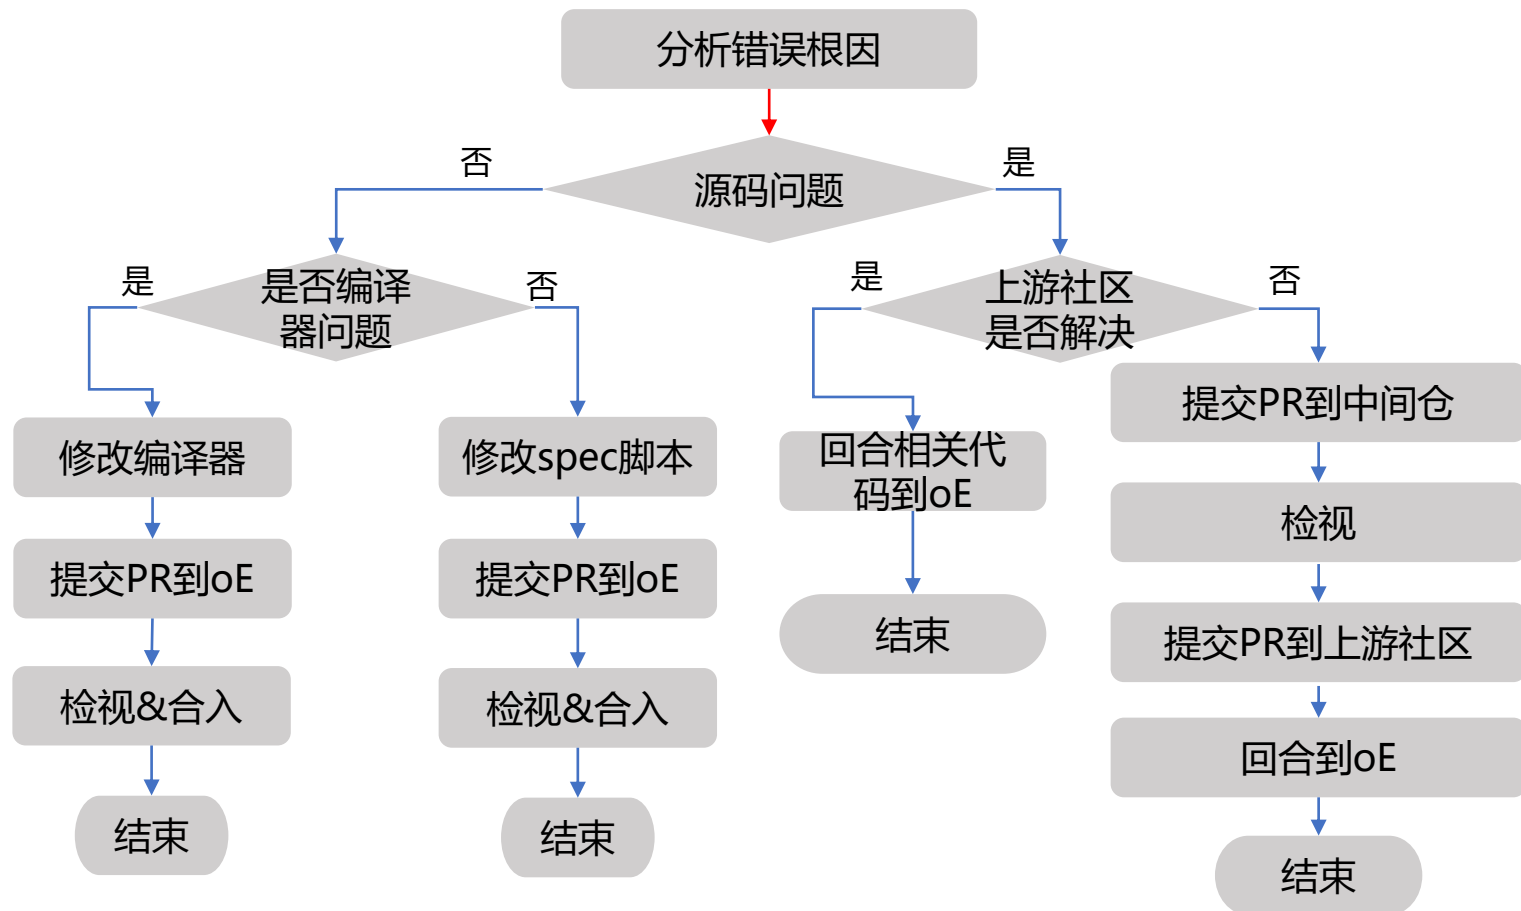 分析错误根因
源码问题
否
是
是否编译
器问题
是
否
上游社区
是否解决
是
否
修改编译器
提交PR到oE
检视&合入
结束
修改spec脚本
提交PR到oE
检视&合入
结束
回合相关代
码到oE
结束
提交PR到中间仓
检视
提交PR到上游社区
回合到oE
结束